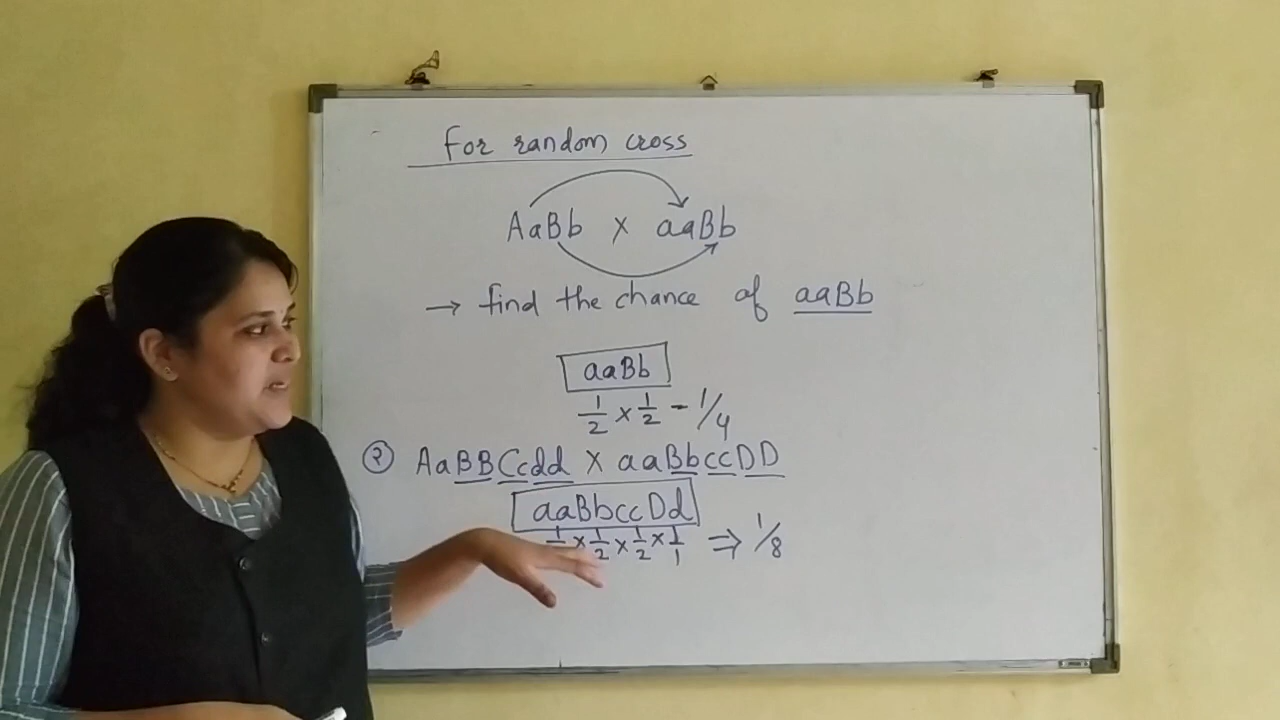 For random cross
AaBb x aaBb
→ find the chance of aaBb
aaBb
1/2 x 1/2 - 1/4
② AaBBCcdd x aaBbccDD
aaBbccDd
1/ x 1/2 x 1/2 x 1/1 ⇒ 1/8